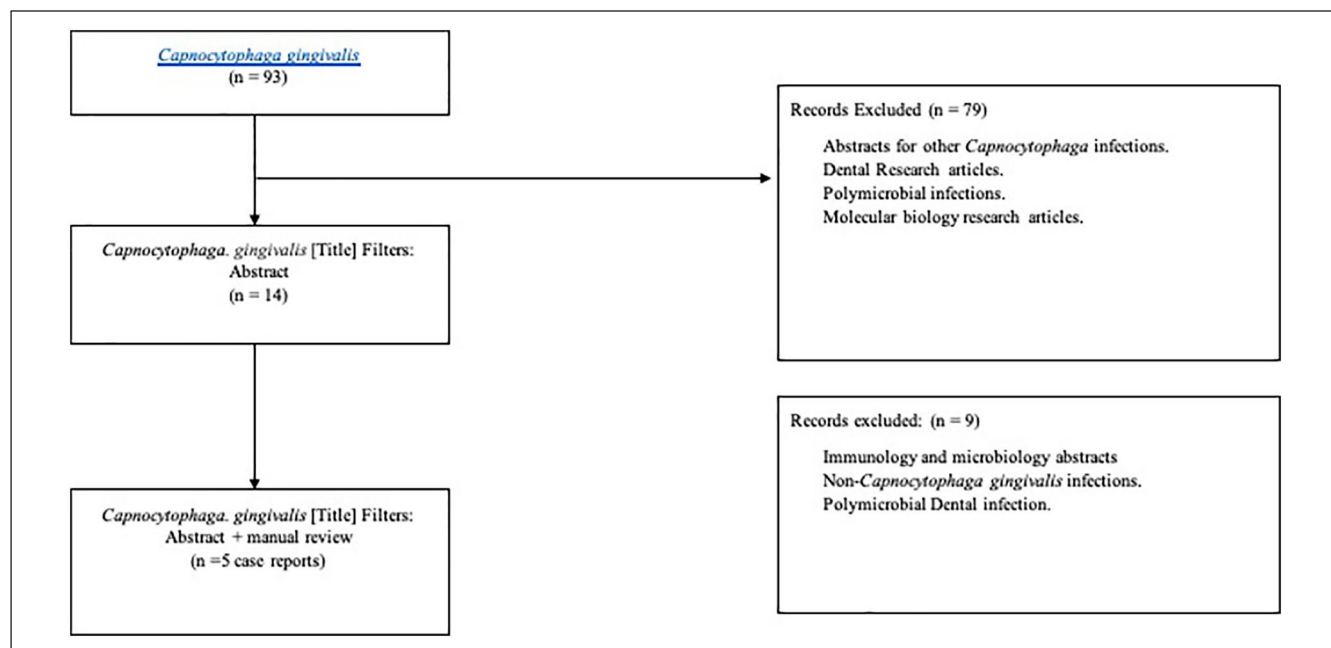 Capnocytophaga gingivalis
(n = 93)
Records Excluded (n = 79)
Abstracts for other Capnocytophaga infections.
Dental Research articles.
Polymicrobial infections.
Molecular biology research articles.
Capnocytophaga. gingivalis [Title] Filters:
Abstract
(n = 14)
Records excluded: (n = 9)
Immunology and microbiology abstracts
Non-Capnocytophaga gingivalis infections.
Polymicrobial Dental infection.
Capnocytophaga. gingivalis [Title] Filters:
Abstract + manual review
(n =5 case reports)